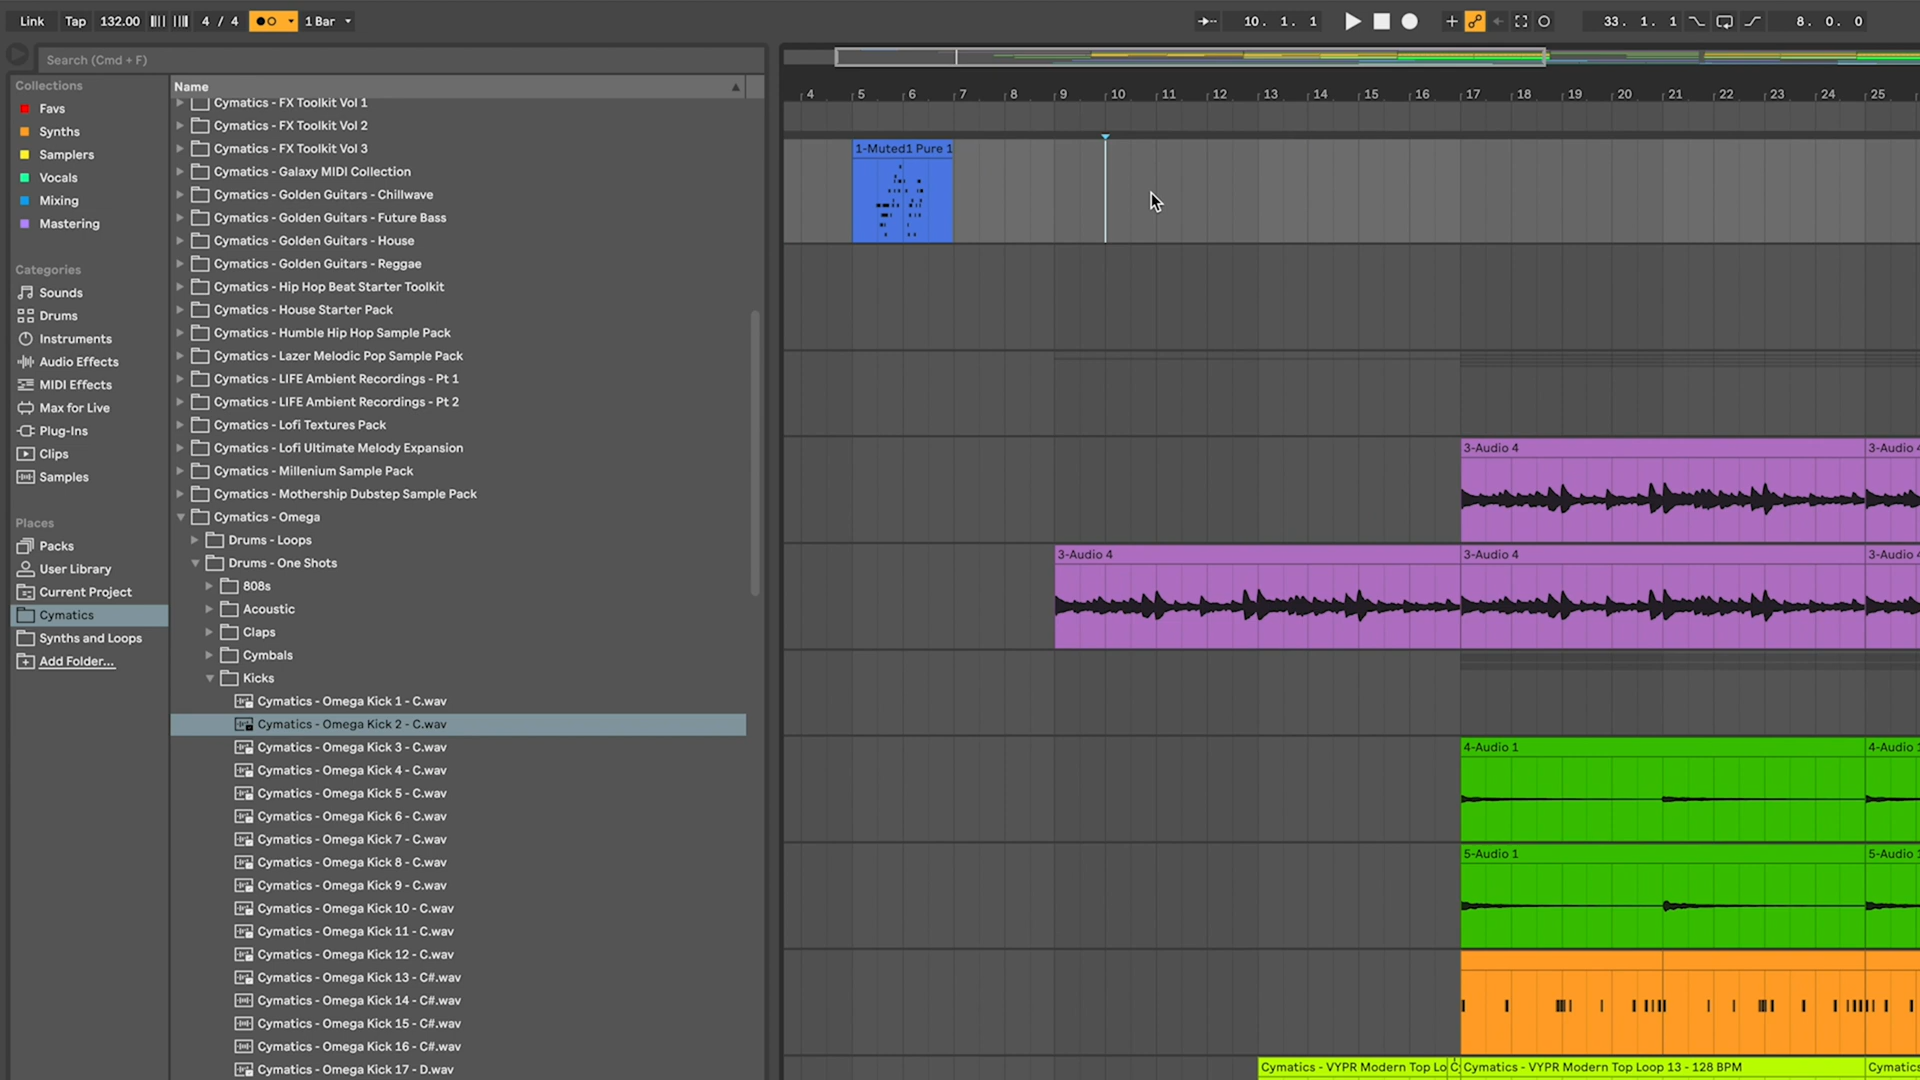 Link Tap 132.00 4 / 4 1 Bar 10. 1. 1 33. 1. 1 8. 0. 0
Search (Cmd + F)
Collections
Favs
Synths
Samplers
Vocals
Mixing
Mastering
Categories
Sounds
Drums
Instruments
Audio Effects
MIDI Effects
Max for Live
Plug-Ins
Clips
Samples
Places
Packs
User Library
Current Project
Cymatics
Synths and Loops
Add Folder...
Name
Cymatics - FX Toolkit Vol 1
Cymatics - FX Toolkit Vol 2
Cymatics - FX Toolkit Vol 3
Cymatics - Galaxy MIDI Collection
Cymatics - Golden Guitars - Chillwave
Cymatics - Golden Guitars - Future Bass
Cymatics - Golden Guitars - House
Cymatics - Golden Guitars - Reggae
Cymatics - Hip Hop Beat Starter Toolkit
Cymatics - House Starter Pack
Cymatics - Humble Hip Hop Sample Pack
Cymatics - Lazer Melodic Pop Sample Pack
Cymatics - LIFE Ambient Recordings - Pt 1
Cymatics - LIFE Ambient Recordings - Pt 2
Cymatics - Lofi Textures Pack
Cymatics - Lofi Ultimate Melody Expansion
Cymatics - Millenium Sample Pack
Cymatics - Mothership Dubstep Sample Pack
Cymatics - Omega
Drums - Loops
Drums - One Shots
808s
Acoustic
Claps
Cymbals
Kicks
Cymatics - Omega Kick 1 - C.wav
Cymatics - Omega Kick 2 - C.wav
Cymatics - Omega Kick 3 - C.wav
Cymatics - Omega Kick 4 - C.wav
Cymatics - Omega Kick 5 - C.wav
Cymatics - Omega Kick 6 - C.wav
Cymatics - Omega Kick 7 - C.wav
Cymatics - Omega Kick 8 - C.wav
Cymatics - Omega Kick 9 - C.wav
Cymatics - Omega Kick 10 - C.wav
Cymatics - Omega Kick 11 - C.wav
Cymatics - Omega Kick 12 - C.wav
Cymatics - Omega Kick 13 - C#.wav
Cymatics - Omega Kick 14 - C#.wav
Cymatics - Omega Kick 15 - C#.wav
Cymatics - Omega Kick 16 - C#.wav
Cymatics - Omega Kick 17 - D.wav
4 5 6 7 8 9 10 11 12 13 14 15 16 17 18 19 20 21 22 23 24 25
1-Muted1 Pure 1
3-Audio 4 3-Audio 4
3-Audio 4 3-Audio 4 3-Audio 4
4-Audio 1 4-Audio 1
5-Audio 1 5-Audio 1
Cymatics - VYPR Modern Top Lo C Cymatics - VYPR Modern Top Loop 13 - 128 BPM Cymatics